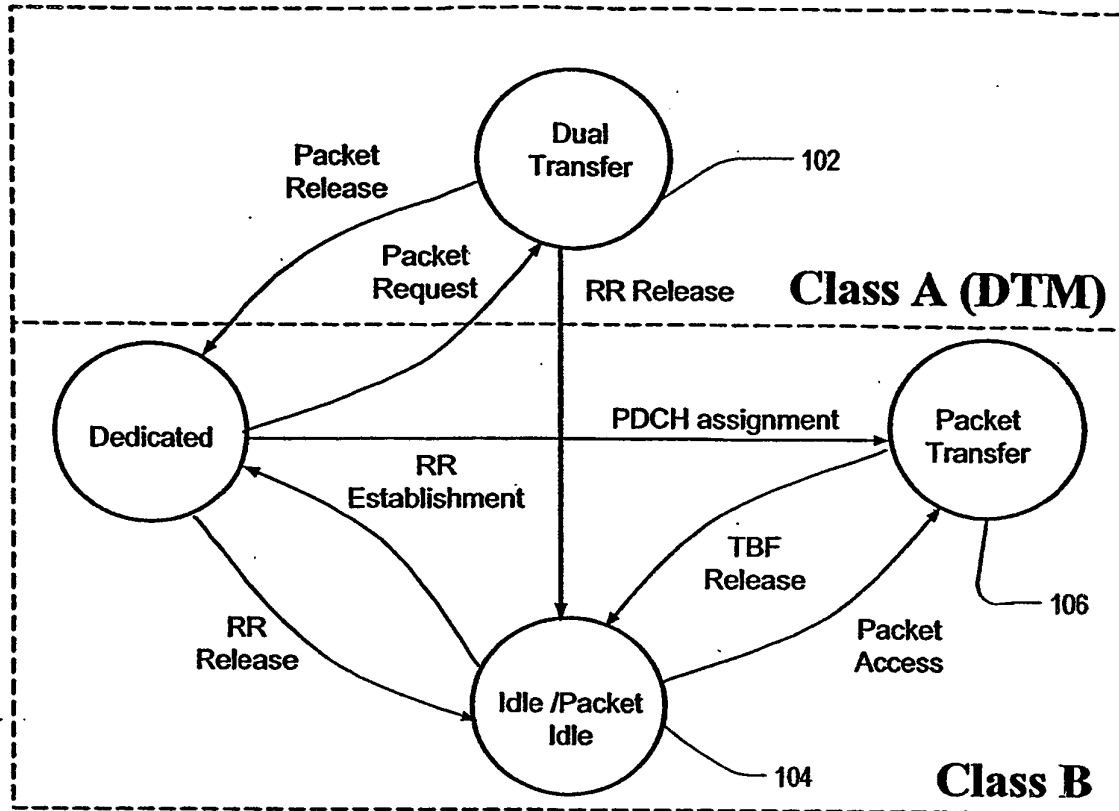 Dual
Transfer
102
Packet
Release
Packet
Request
RR Release
Class A (DTM)
Dedicated
PDCH assignment
Packet
Transfer
RR
Establishment
TBF
Release
106
RR
Release
Packet
Access
Idle /Packet
Idle
104
Class B